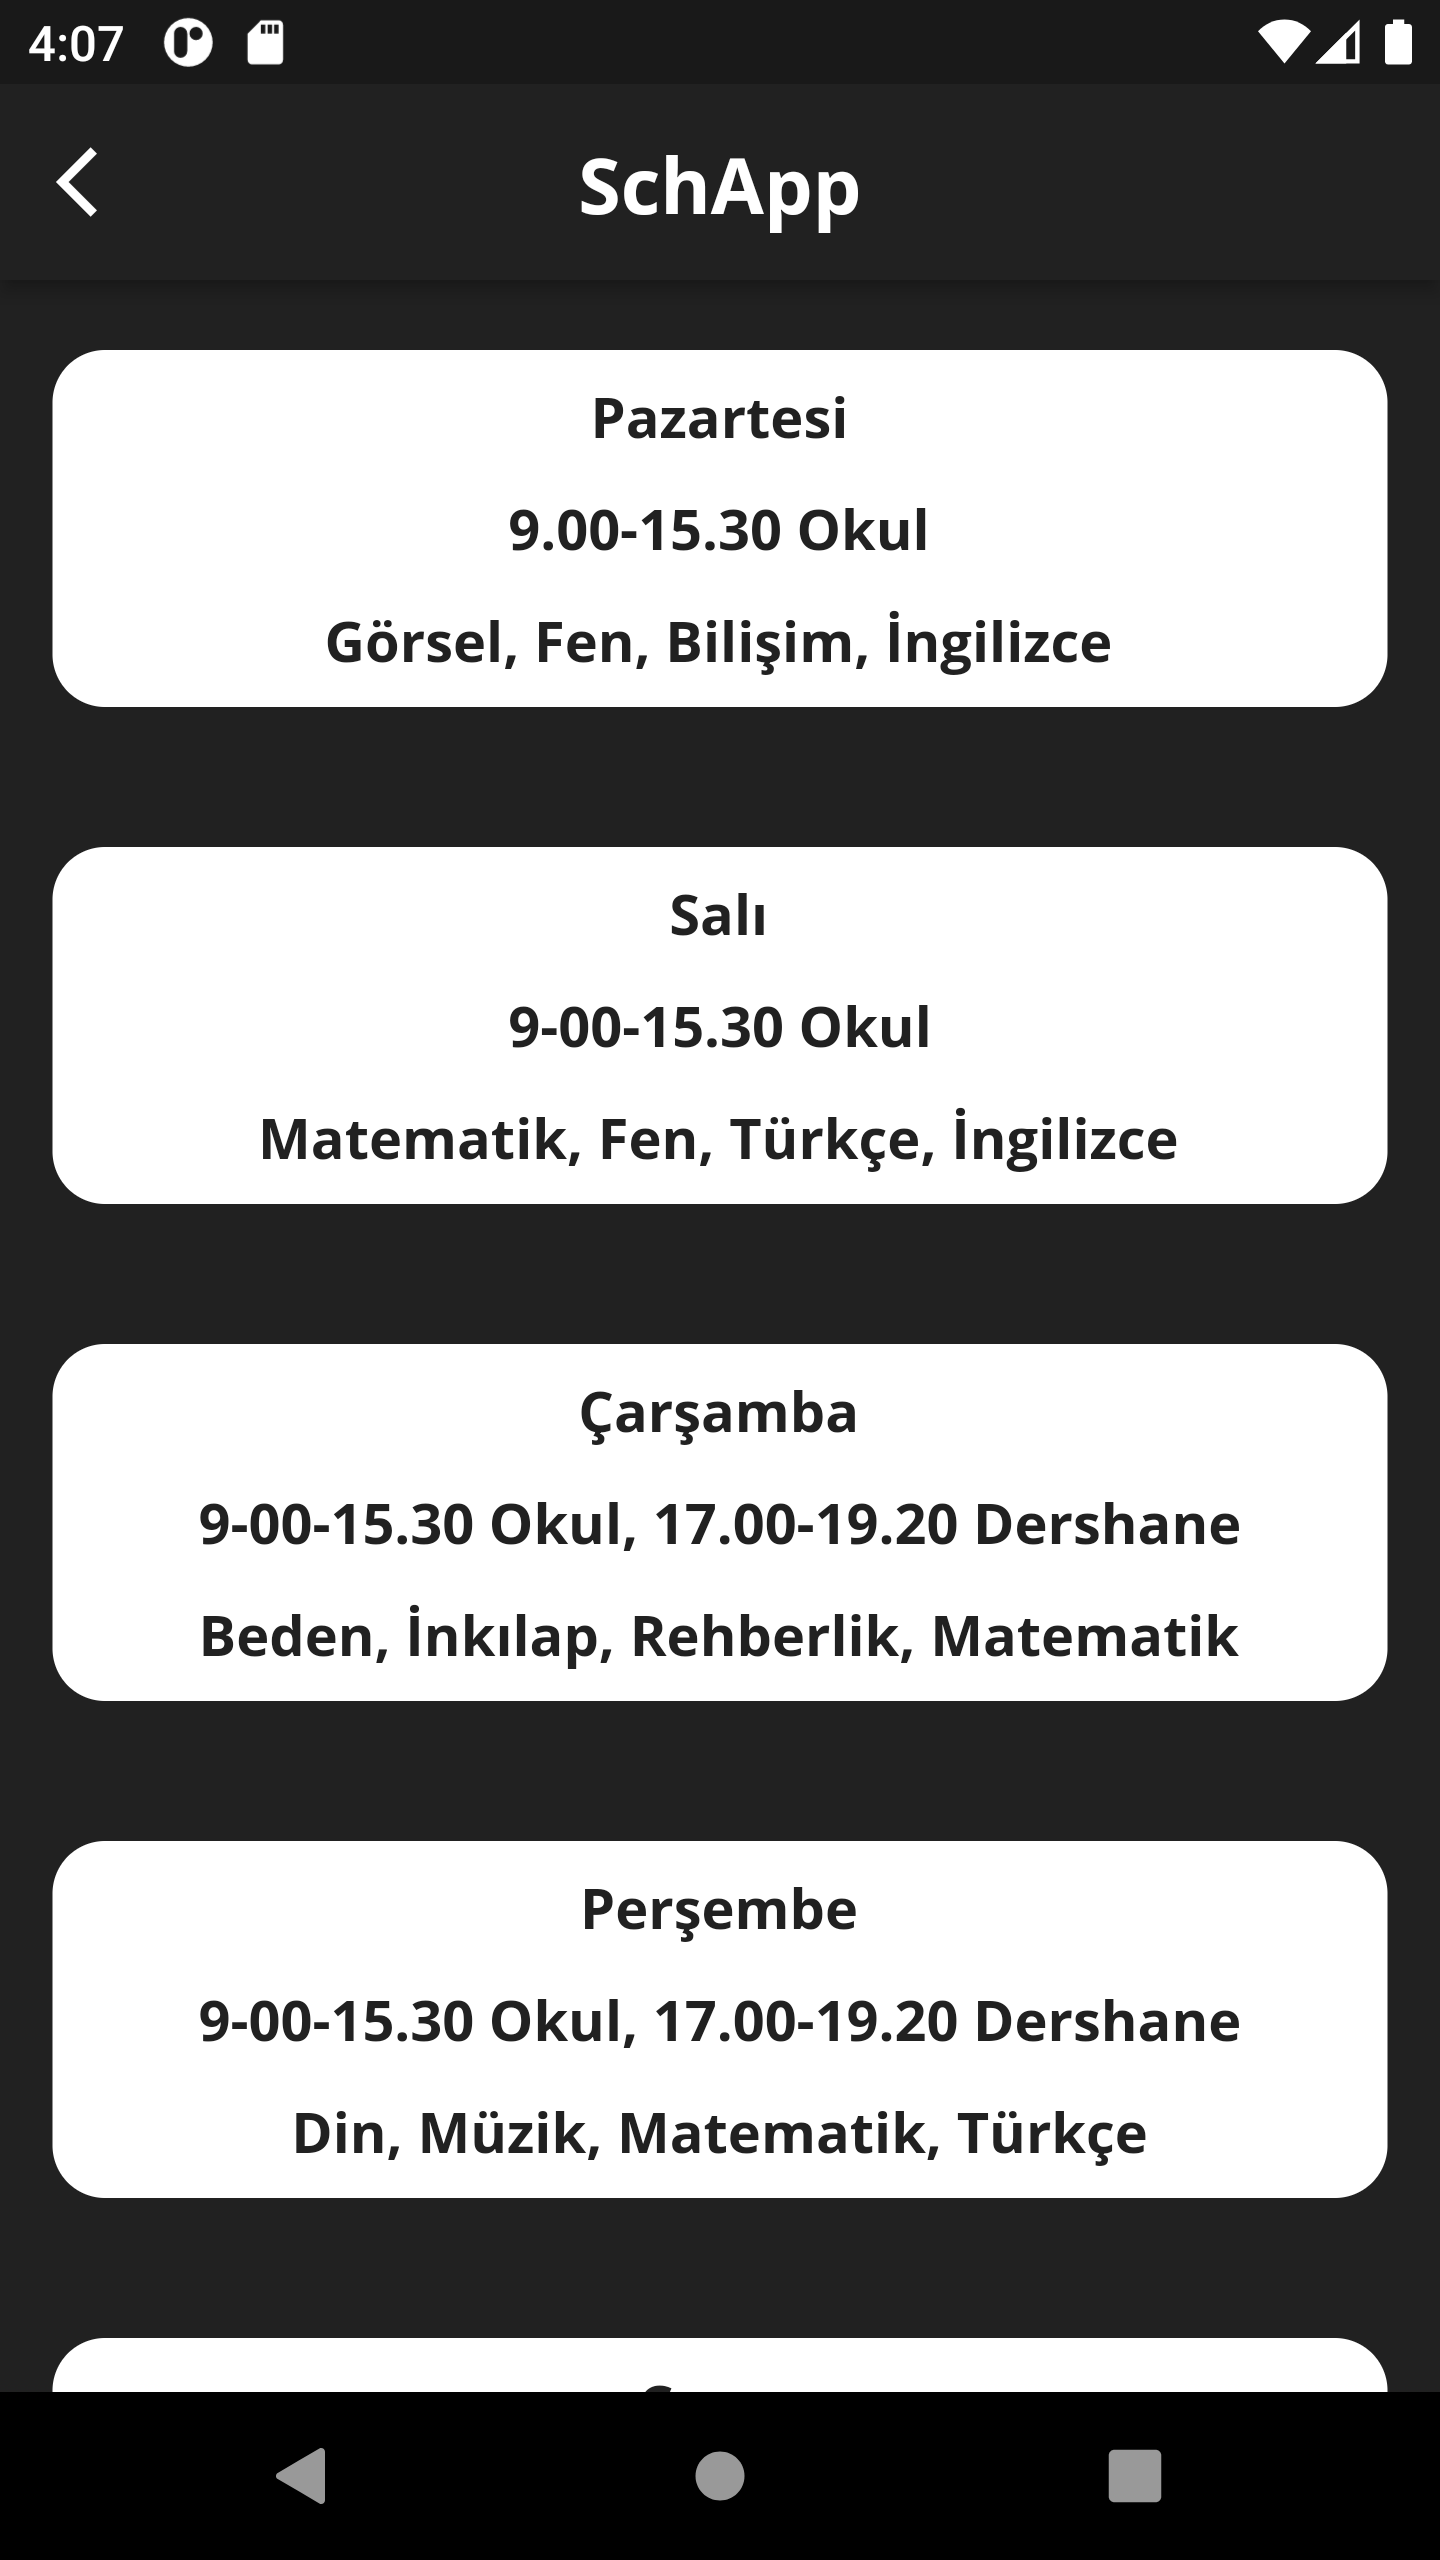 4:07
SchApp
Pazartesi
9.00-15.30 Okul
Görsel, Fen, Bilişim, İngilizce
Salı
9-00-15.30 Okul
Matematik, Fen, Türkçe, İngilizce
Çarşamba
9-00-15.30 Okul, 17.00-19.20 Dershane
Beden, İnkılap, Rehberlik, Matematik
Perşembe
9-00-15.30 Okul, 17.00-19.20 Dershane
Din, Müzik, Matematik, Türkçe